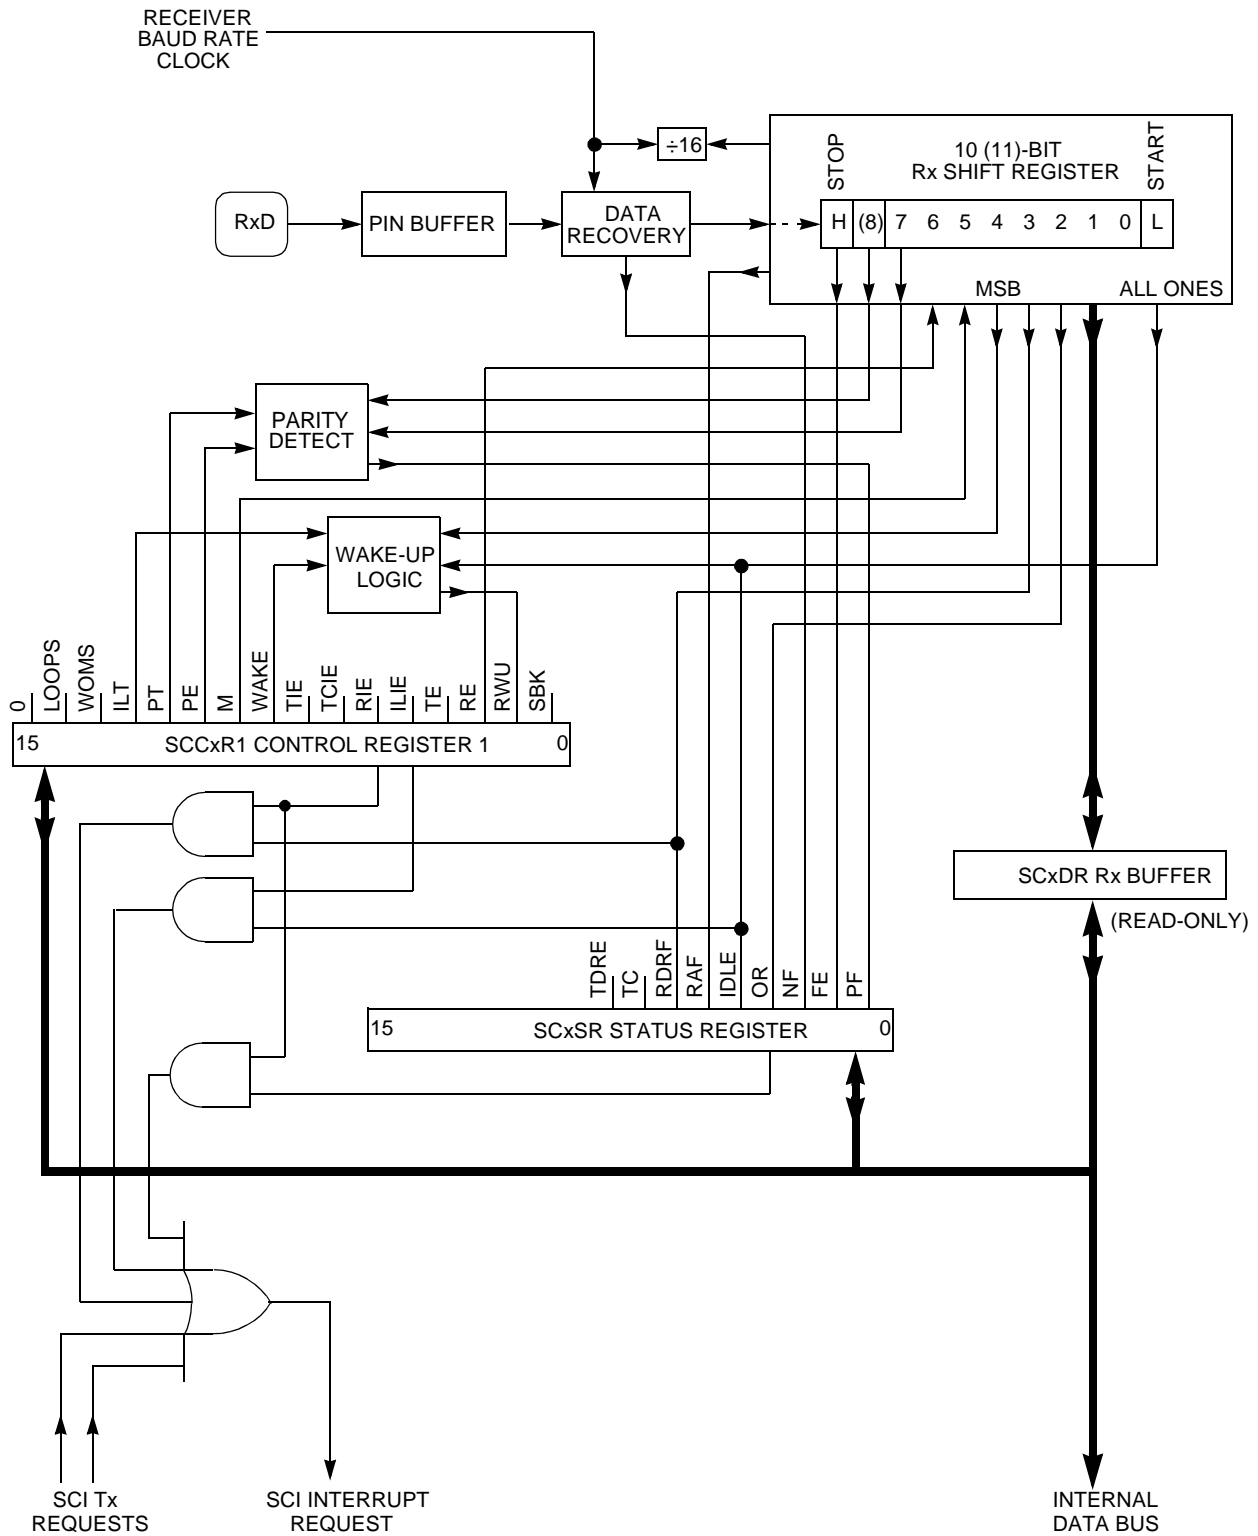 RECEIVER
BAUD RATE
CLOCK
÷16
STOP
10 (11)-BIT
Rx SHIFT REGISTER
START
RxD
PIN BUFFER
DATA
RECOVERY
H (8) 7 6 5 4 3 2 1 0 L
MSB
ALL ONES
PARITY
DETECT
WAKE-UP
LOGIC
0
LOOPS
WOMS
ILT
PT
PE
M
WAKE
TIE
TCIE
RIE
ILIE
TE
RE
RWU
SBK
15 SCCxR1 CONTROL REGISTER 1 0
SCxDR Rx BUFFER
(READ-ONLY)
TDRE
TC
RDRF
RAF
IDLE
OR
NF
FE
PF
15 SCxSR STATUS REGISTER 0
SCI Tx
REQUESTS
SCI INTERRUPT
REQUEST
INTERNAL
DATA BUS